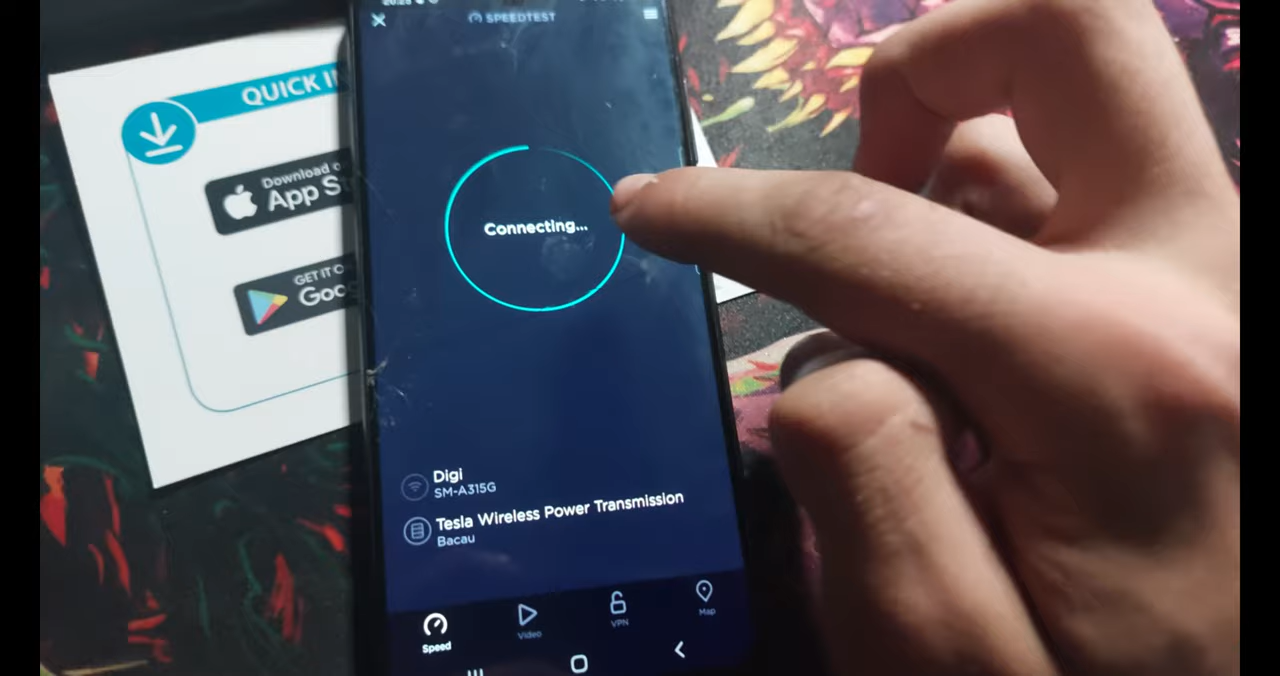 SPEEDTEST
QUICK
Download
App S
GET IT O
Goo
Connecting...
Digi
SM-A315G
Tesla Wireless Power Transmission
Bacau
Speed
Video
VPN
Map